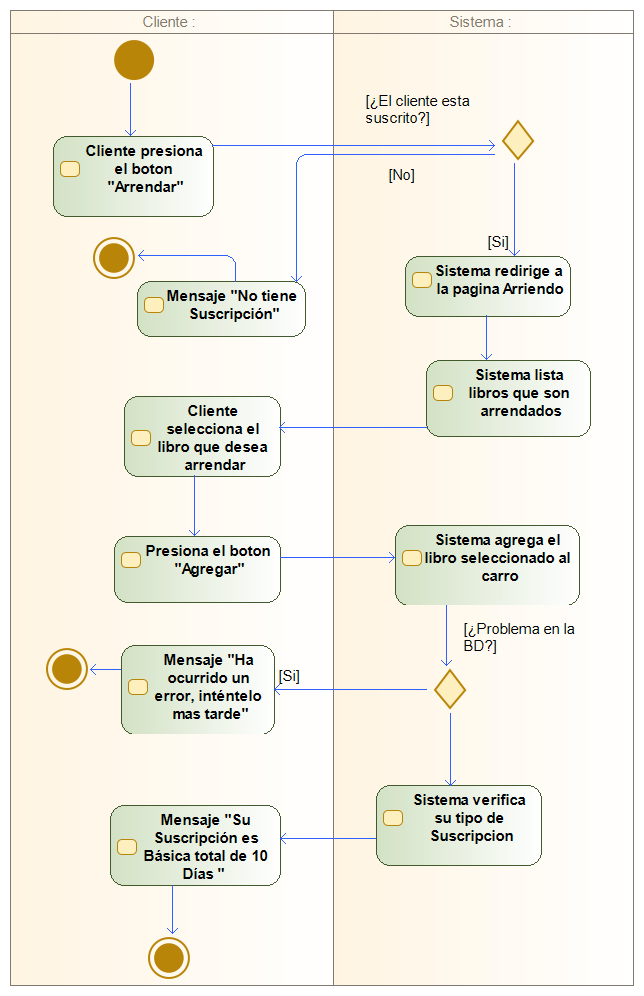 Cliente :
Sistema :
[¿El cliente esta
suscrito?]
Cliente presiona
el boton
"Arrendar"
[No]
[Si]
Sistema redirige a
la pagina Arriendo
Mensaje "No tiene
Suscripción"
Sistema lista
libros que son
arrendados
Cliente
selecciona el
libro que desea
arrendar
Presiona el boton
"Agregar"
Sistema agrega el
libro seleccionado al
carro
[¿Problema en la
BD?]
Mensaje "Ha
ocurrido un
error, inténtelo
mas tarde"
[Si]
Sistema verifica
su tipo de
Suscripcion
Mensaje "Su
Suscripción es
Básica total de 10
Días "